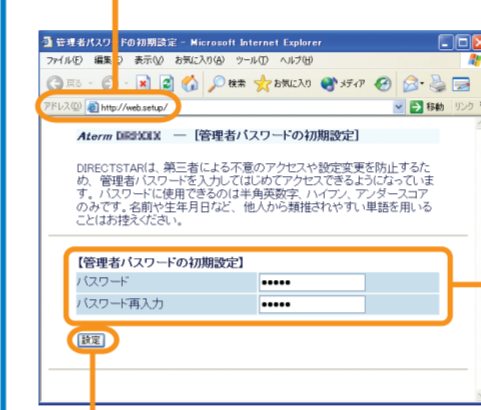 管理者パスワードの初期設定 - Microsoft Internet Explorer
ファイル(F) 編集(E) 表示(V) お気に入り(A) ツール(T) ヘルプ(H)
戻る 検索 お気に入り メディア
アドレス(D) http://web.setup/ 移動 リンク
Aterm — [管理者パスワードの初期設定]
DIRECTSTARは、第三者による不意のアクセスや設定変更を防止するた
め、管理者パスワードを入力してはじめてアクセスできるようになっていま
す。パスワードに使用できるのは半角英数字、ハイフン、アンダースコア
のみです。名前や生年月日など、他人から類推されやすい単語を用いる
ことはお控えください。
【管理者パスワードの初期設定】
パスワード ●●●●●
パスワード再入力 ●●●●●
設定